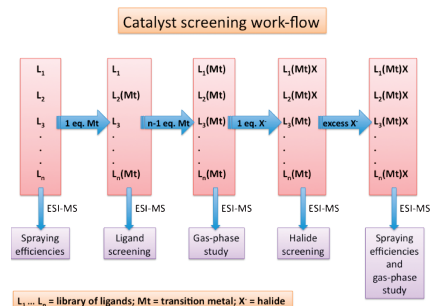 Catalyst screening work-flow
L1
L2
L3
.
.
.
Ln
1 eq. Mt
L1
L2(Mt)
L3
.
.
.
Ln(Mt)
n-1 eq. Mt
L1(Mt)
L2(Mt)
L3(Mt)
.
.
.
Ln(Mt)
1 eq. X-
L1(Mt)X
L2(Mt)X
L3(Mt)
.
.
.
Ln(Mt)
excess X-
L1(Mt)X
L2(Mt)X
L3(Mt)X
.
.
.
Ln(Mt)X
ESI-MS
ESI-MS
ESI-MS
ESI-MS
ESI-MS
Spraying
efficiencies
Ligand
screening
Gas-phase
study
Halide
screening
Spraying
efficiencies
and
gas-phase
study
L1 ... Ln = library of ligands; Mt = transition metal; X- = halide